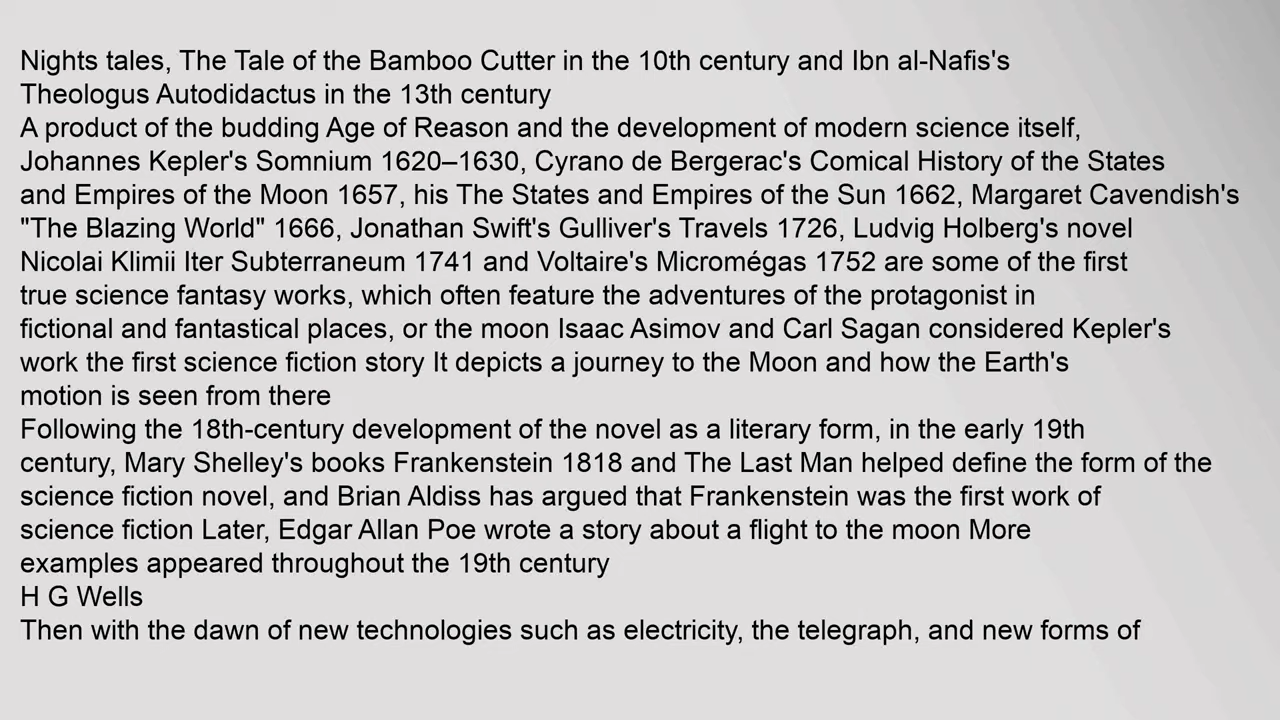 Nights tales, The Tale of the Bamboo Cutter in the 10th century and Ibn al-Nafis's
Theologus Autodidactus in the 13th century
A product of the budding Age of Reason and the development of modern science itself,
Johannes Kepler's Somnium 1620–1630, Cyrano de Bergerac's Comical History of the States
and Empires of the Moon 1657, his The States and Empires of the Sun 1662, Margaret Cavendish's
"The Blazing World" 1666, Jonathan Swift's Gulliver's Travels 1726, Ludvig Holberg's novel
Nicolai Klimii Iter Subterraneum 1741 and Voltaire's Micromégas 1752 are some of the first
true science fantasy works, which often feature the adventures of the protagonist in
fictional and fantastical places, or the moon Isaac Asimov and Carl Sagan considered Kepler's
work the first science fiction story It depicts a journey to the Moon and how the Earth's
motion is seen from there
Following the 18th-century development of the novel as a literary form, in the early 19th
century, Mary Shelley's books Frankenstein 1818 and The Last Man helped define the form of the
science fiction novel, and Brian Aldiss has argued that Frankenstein was the first work of
science fiction Later, Edgar Allan Poe wrote a story about a flight to the moon More
examples appeared throughout the 19th century
H G Wells
Then with the dawn of new technologies such as electricity, the telegraph, and new forms of